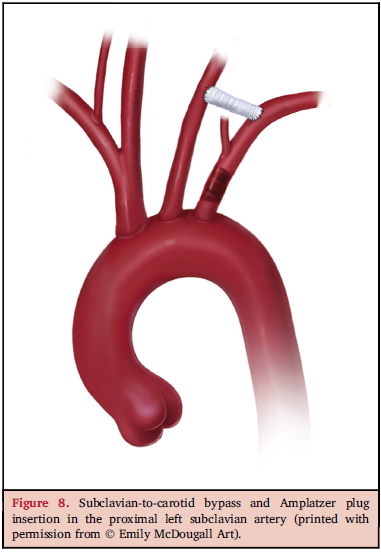 Figure 8. Subclavian-to-carotid bypass and Amplatzer plug
insertion in the proximal left subclavian artery (printed with
permission from © Emily McDougall Art).